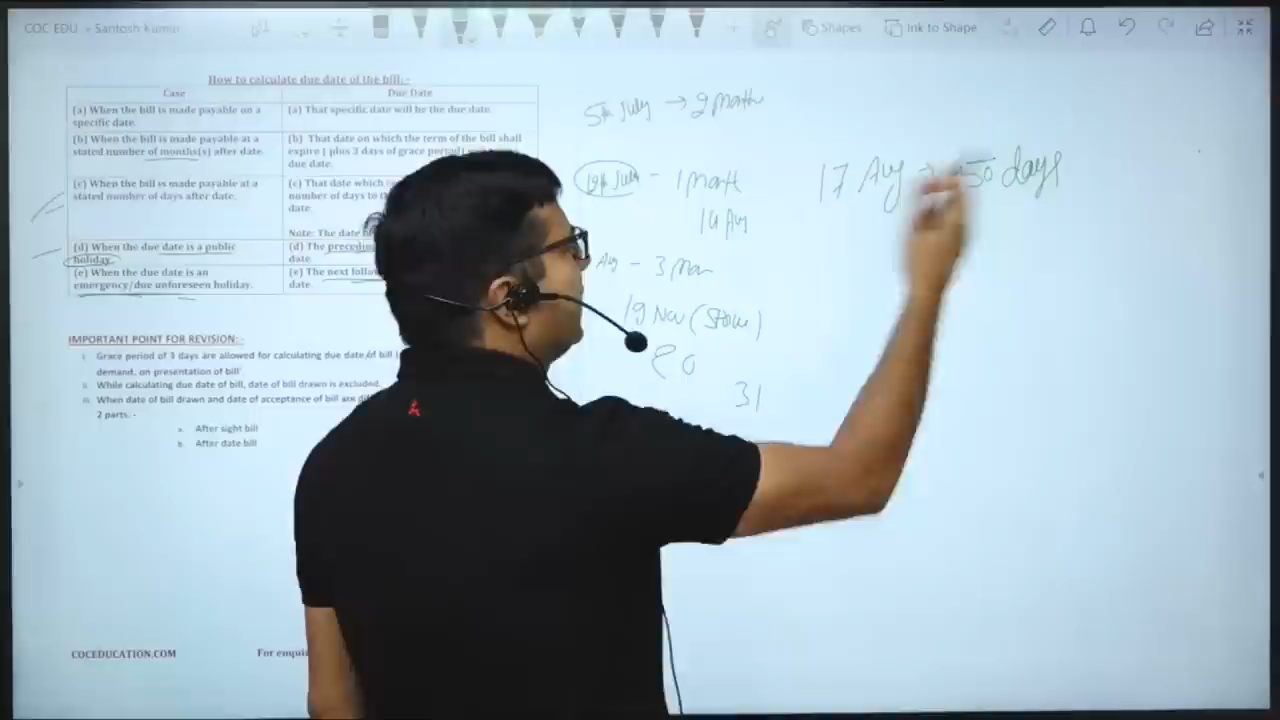 COC EDU - Santosh Kumar
Shapes
Ink to Shape
How to calculate due date of the bill: -
Case
Due Date
(a) When the bill is made payable on a specific date.
(a) That specific date will be the due date.
(b) When the bill is made payable at a stated number of months(s) after date.
(b) That date on which the term of the bill shall expire ( plus 3 days of grace period)
due date.
(c) When the bill is made payable at a stated number of days after date.
(c) That date which
number of days to
date.
Note: The date
(d) When the due date is a public holiday.
(d) The preceding
date.
(e) When the due date is an emergency/due unforeseen holiday.
(e) The next follow
date.
IMPORTANT POINT FOR REVISION: -
i. Grace period of 3 days are allowed for calculating due date of bill
demand, on presentation of bill'
ii. While calculating due date of bill, date of bill drawn is excluded.
iii. When date of bill drawn and date of acceptance of bill are
2 parts. -
a. After sight bill
b. After date bill
COCEDUCATION.COM
For enqui
5th July → 2 month
July - 1 Month
14 Aug
Aug - 3 Mon
19 Nov
20
31
17 Aug → 50 days